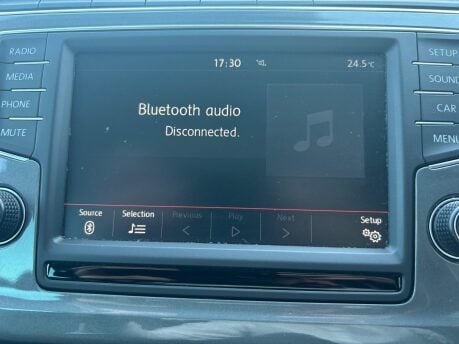 RADIO
MEDIA
PHONE
MUTE
17:30
24.5°C
Bluetooth audio
Disconnected.
Source
Selection
Previous
Play
Next
Setup
SETUP
SOUND
CAR
MENU